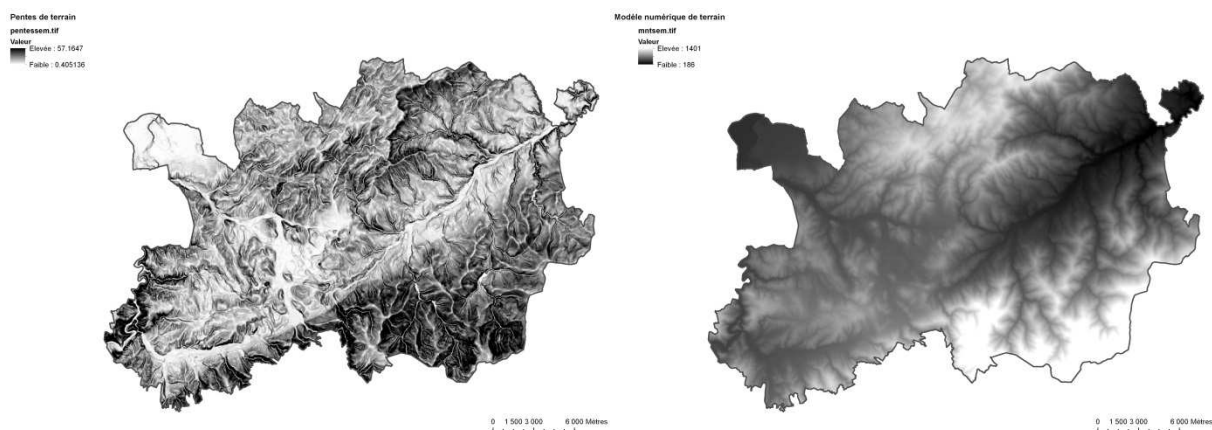 Pentes de terrain
pentessem.tif
Valeur
Elevée : 57.1647
Faible : 0.405136
0 1 500 3 000 6 000 Mètres
Modèle numérique de terrain
mntsem.tif
Valeur
Elevée : 1401
Faible : 186
0 1 500 3 000 6 000 Mètres